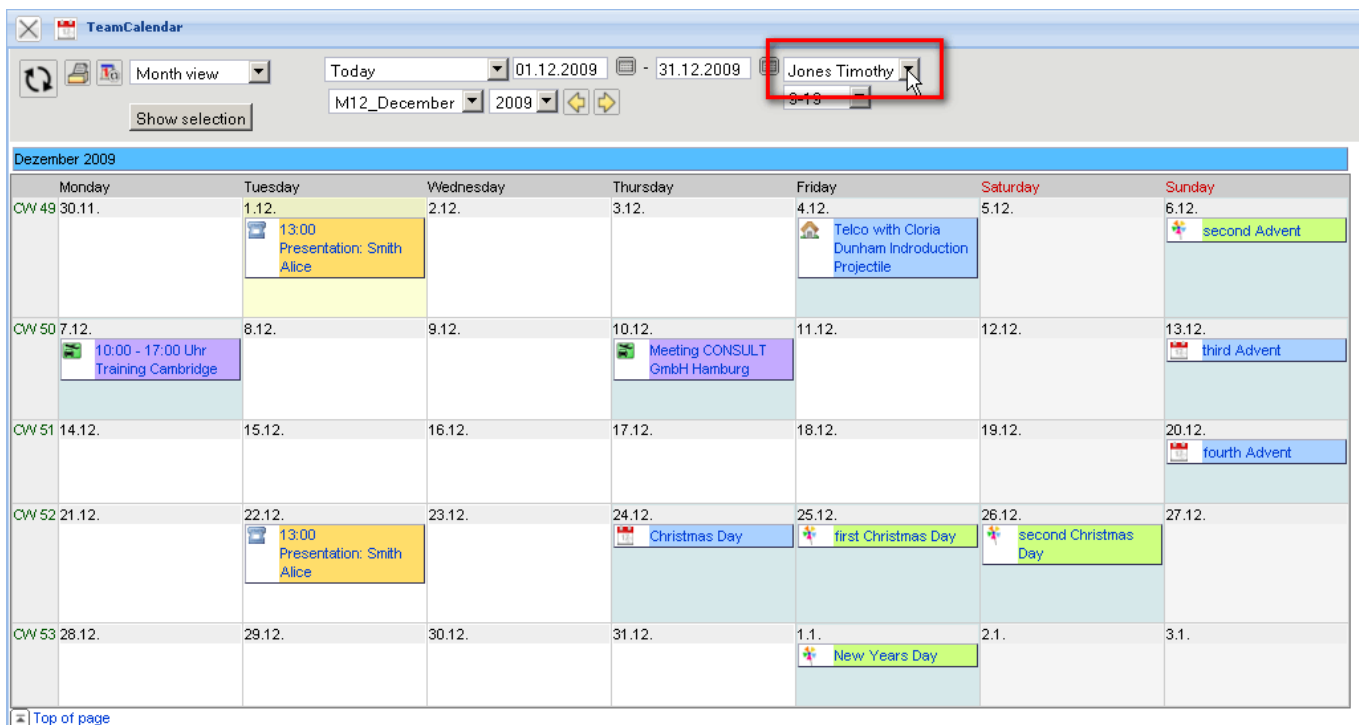 TeamCalendar
Month view
Today
01.12.2009 - 31.12.2009
Jones Timothy
M12_December
2009
9-19
Show selection
Dezember 2009
Monday Tuesday Wednesday Thursday Friday Saturday Sunday
CW 49 30.11. 1.12. 2.12. 3.12. 4.12. 5.12. 6.12.
13:00
Presentation: Smith
Alice
Telco with Cloria
Dunham Indroduction
Projectile
second Advent
CW 50 7.12. 8.12. 9.12. 10.12. 11.12. 12.12. 13.12.
10:00 - 17:00 Uhr
Training Cambridge
Meeting CONSULT
GmbH Hamburg
third Advent
CW 51 14.12. 15.12. 16.12. 17.12. 18.12. 19.12. 20.12.
fourth Advent
CW 52 21.12. 22.12. 23.12. 24.12. 25.12. 26.12. 27.12.
13:00
Presentation: Smith
Alice
Christmas Day
first Christmas Day
second Christmas
Day
CW 53 28.12. 29.12. 30.12. 31.12. 1.1. 2.1. 3.1.
New Years Day
Top of page